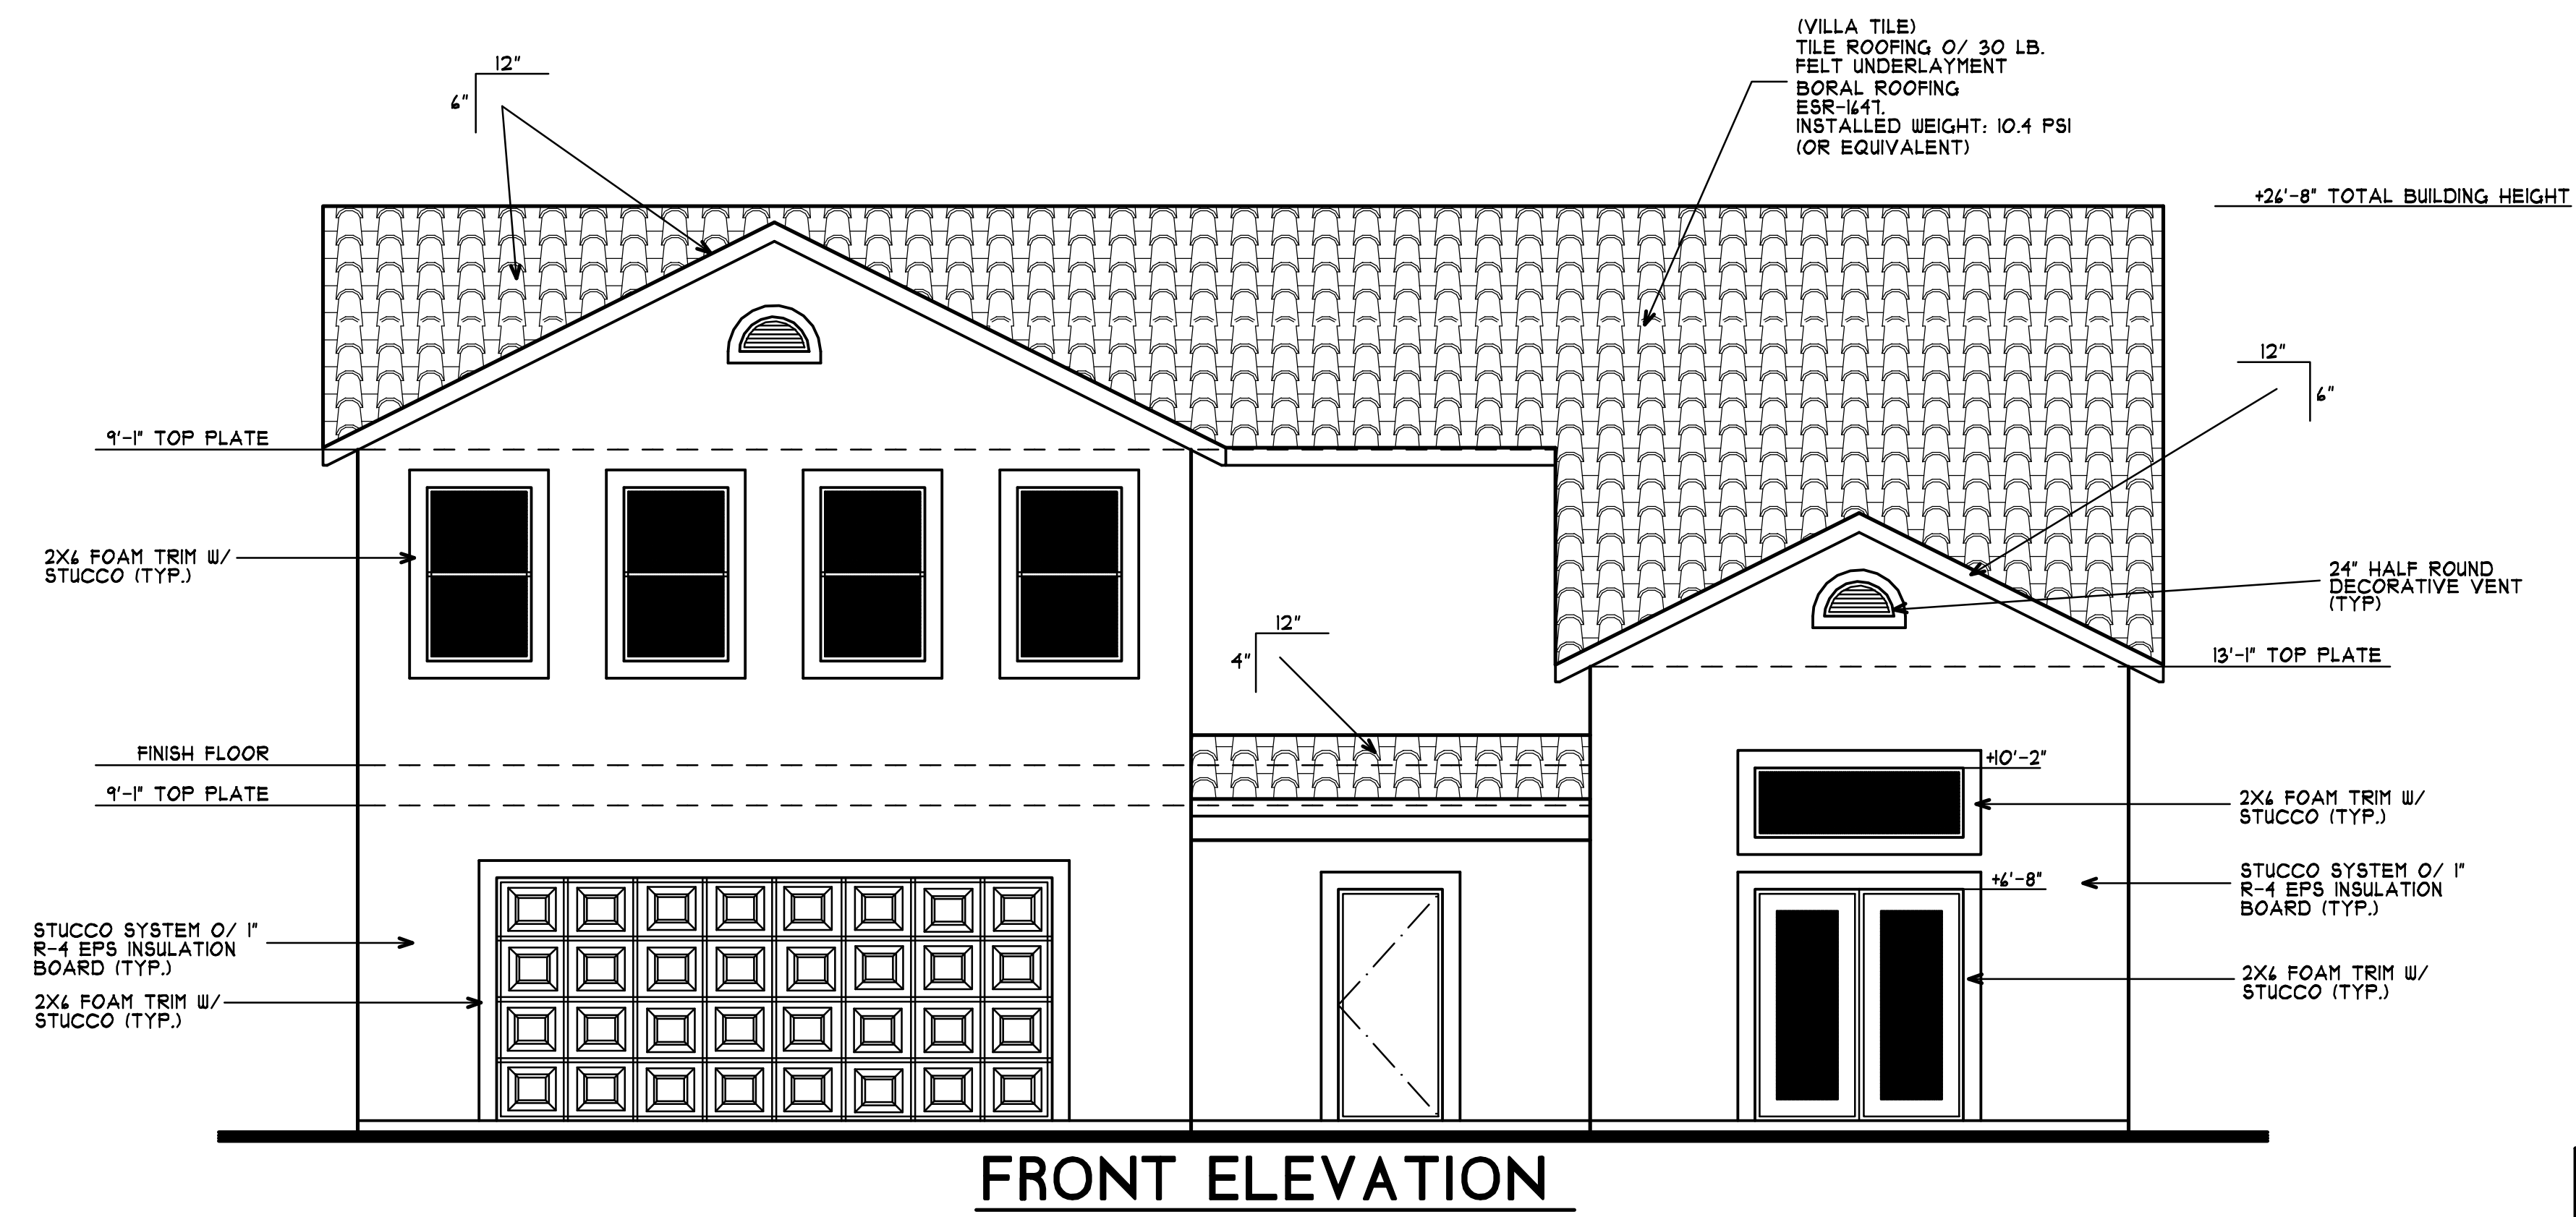 (VILLA TILE)
TILE ROOFING O/ 30 LB.
FELT UNDERLAYMENT
BORAL ROOFING
ESR-1647.
INSTALLED WEIGHT: 10.4 PSI
(OR EQUIVALENT)
12"
6"
+26'-8" TOTAL BUILDING HEIGHT
12"
6"
9'-1" TOP PLATE
2X6 FOAM TRIM W/
STUCCO (TYP.)
24" HALF ROUND
DECORATIVE VENT
(TYP)
12"
4"
13'-1" TOP PLATE
FINISH FLOOR
9'-1" TOP PLATE
+10'-2"
2X6 FOAM TRIM W/
STUCCO (TYP.)
+6'-8"
STUCCO SYSTEM O/ 1"
R-4 EPS INSULATION
BOARD (TYP.)
STUCCO SYSTEM O/ 1"
R-4 EPS INSULATION
BOARD (TYP.)
2X6 FOAM TRIM W/
STUCCO (TYP.)
2X6 FOAM TRIM W/
STUCCO (TYP.)
FRONT ELEVATION